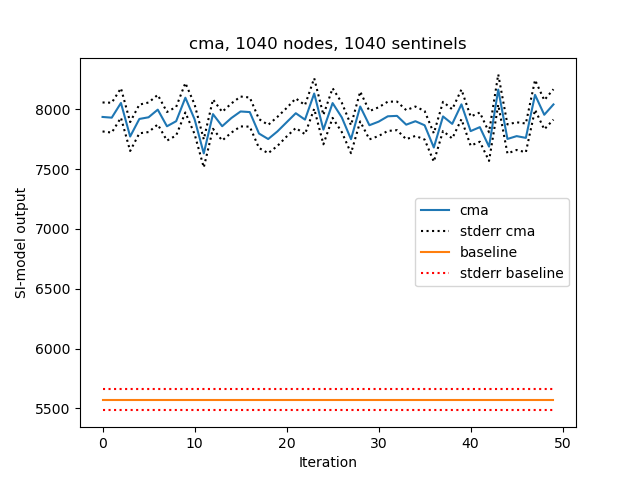 cma, 1040 nodes, 1040 sentinels
SI-model output
8000
7500
7000
6500
6000
5500
cma
stderr cma
baseline
stderr baseline
0 10 20 30 40 50
Iteration